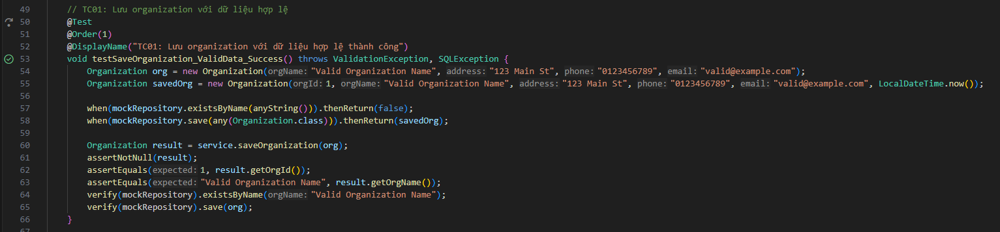 49 // TC01: Lưu organization với dữ liệu hợp lệ
50 @Test
51 @Order(1)
52 @DisplayName("TC01: Lưu organization với dữ liệu hợp lệ thành công")
53 void testSaveOrganization_ValidData_Success() throws ValidationException, SQLException {
54 Organization org = new Organization(orgName: "Valid Organization Name", address: "123 Main St", phone: "0123456789", email: "valid@example.com");
55 Organization savedOrg = new Organization(orgId: 1, orgName: "Valid Organization Name", address: "123 Main St", phone: "0123456789", email: "valid@example.com", LocalDateTime.now());
56
57 when(mockRepository.existsByName(anyString())).thenReturn(false);
58 when(mockRepository.save(any(Organization.class))).thenReturn(savedOrg);
59
60 Organization result = service.saveOrganization(org);
61 assertNotNull(result);
62 assertEquals(expected: 1, result.getOrgId());
63 assertEquals(expected: "Valid Organization Name", result.getOrgName());
64 verify(mockRepository).existsByName(orgName: "Valid Organization Name");
65 verify(mockRepository).save(org);
66 }
67